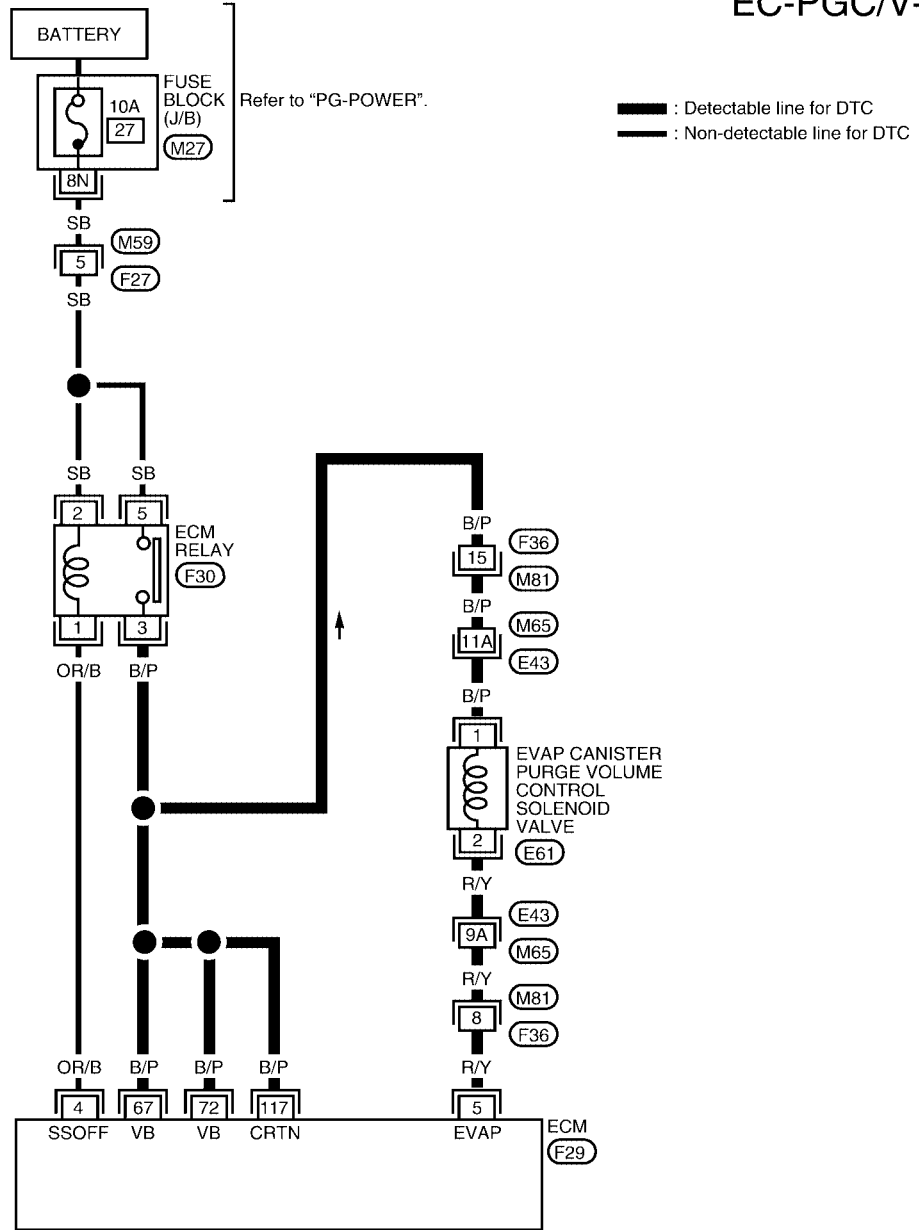 EC-PGC/V-
BATTERY
FUSE
BLOCK
(J/B)
M27
10A
27
8N
Refer to "PG-POWER".
: Detectable line for DTC
: Non-detectable line for DTC
SB
M59
5
F27
SB
SB SB
2 5
ECM
RELAY
F30
1 3
OR/B B/P
B/P
F36
15
M81
B/P
M65
11A
E43
B/P
1
EVAP CANISTER
PURGE VOLUME
CONTROL
SOLENOID
VALVE
2
E61
R/Y
E43
9A
M65
R/Y
M81
8
F36
OR/B B/P B/P B/P R/Y
4 67 72 117 5
SSOFF VB VB CRTN EVAP
ECM
F29